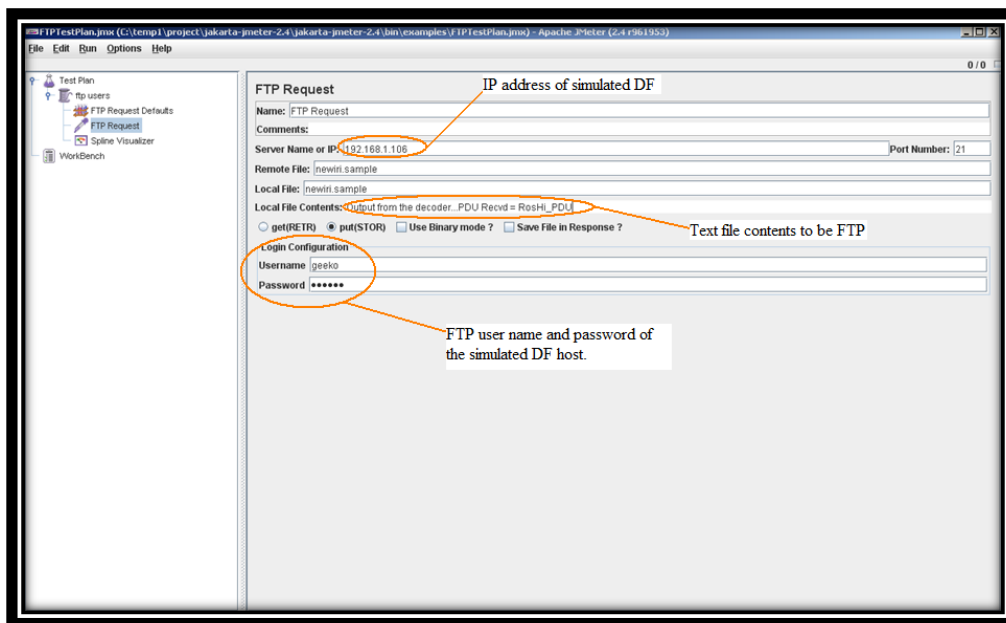 FTPTestPlan.jmx (C:\temp1\project\jakarta-jmeter-2.4\jakarta-jmeter-2.4\bin\examples\FTPTestPlan.jmx) - Apache JMeter (2.4 r961953)
File Edit Run Options Help
0 / 0
Test Plan
ftp users
FTP Request Defaults
FTP Request
Spline Visualizer
WorkBench
FTP Request
IP address of simulated DF
Name: FTP Request
Comments:
Server Name or IP: 192.168.1.106 Port Number: 21
Remote File: newiri.sample
Local File: newiri.sample
Local File Contents: Output from the decoder...PDU Recvd = RosHi_PDU
get(RETR) put(STOR) Use Binary mode ? Save File in Response ?
Text file contents to be FTP
Login Configuration
Username geeko
Password ••••••
FTP user name and password of
the simulated DF host.